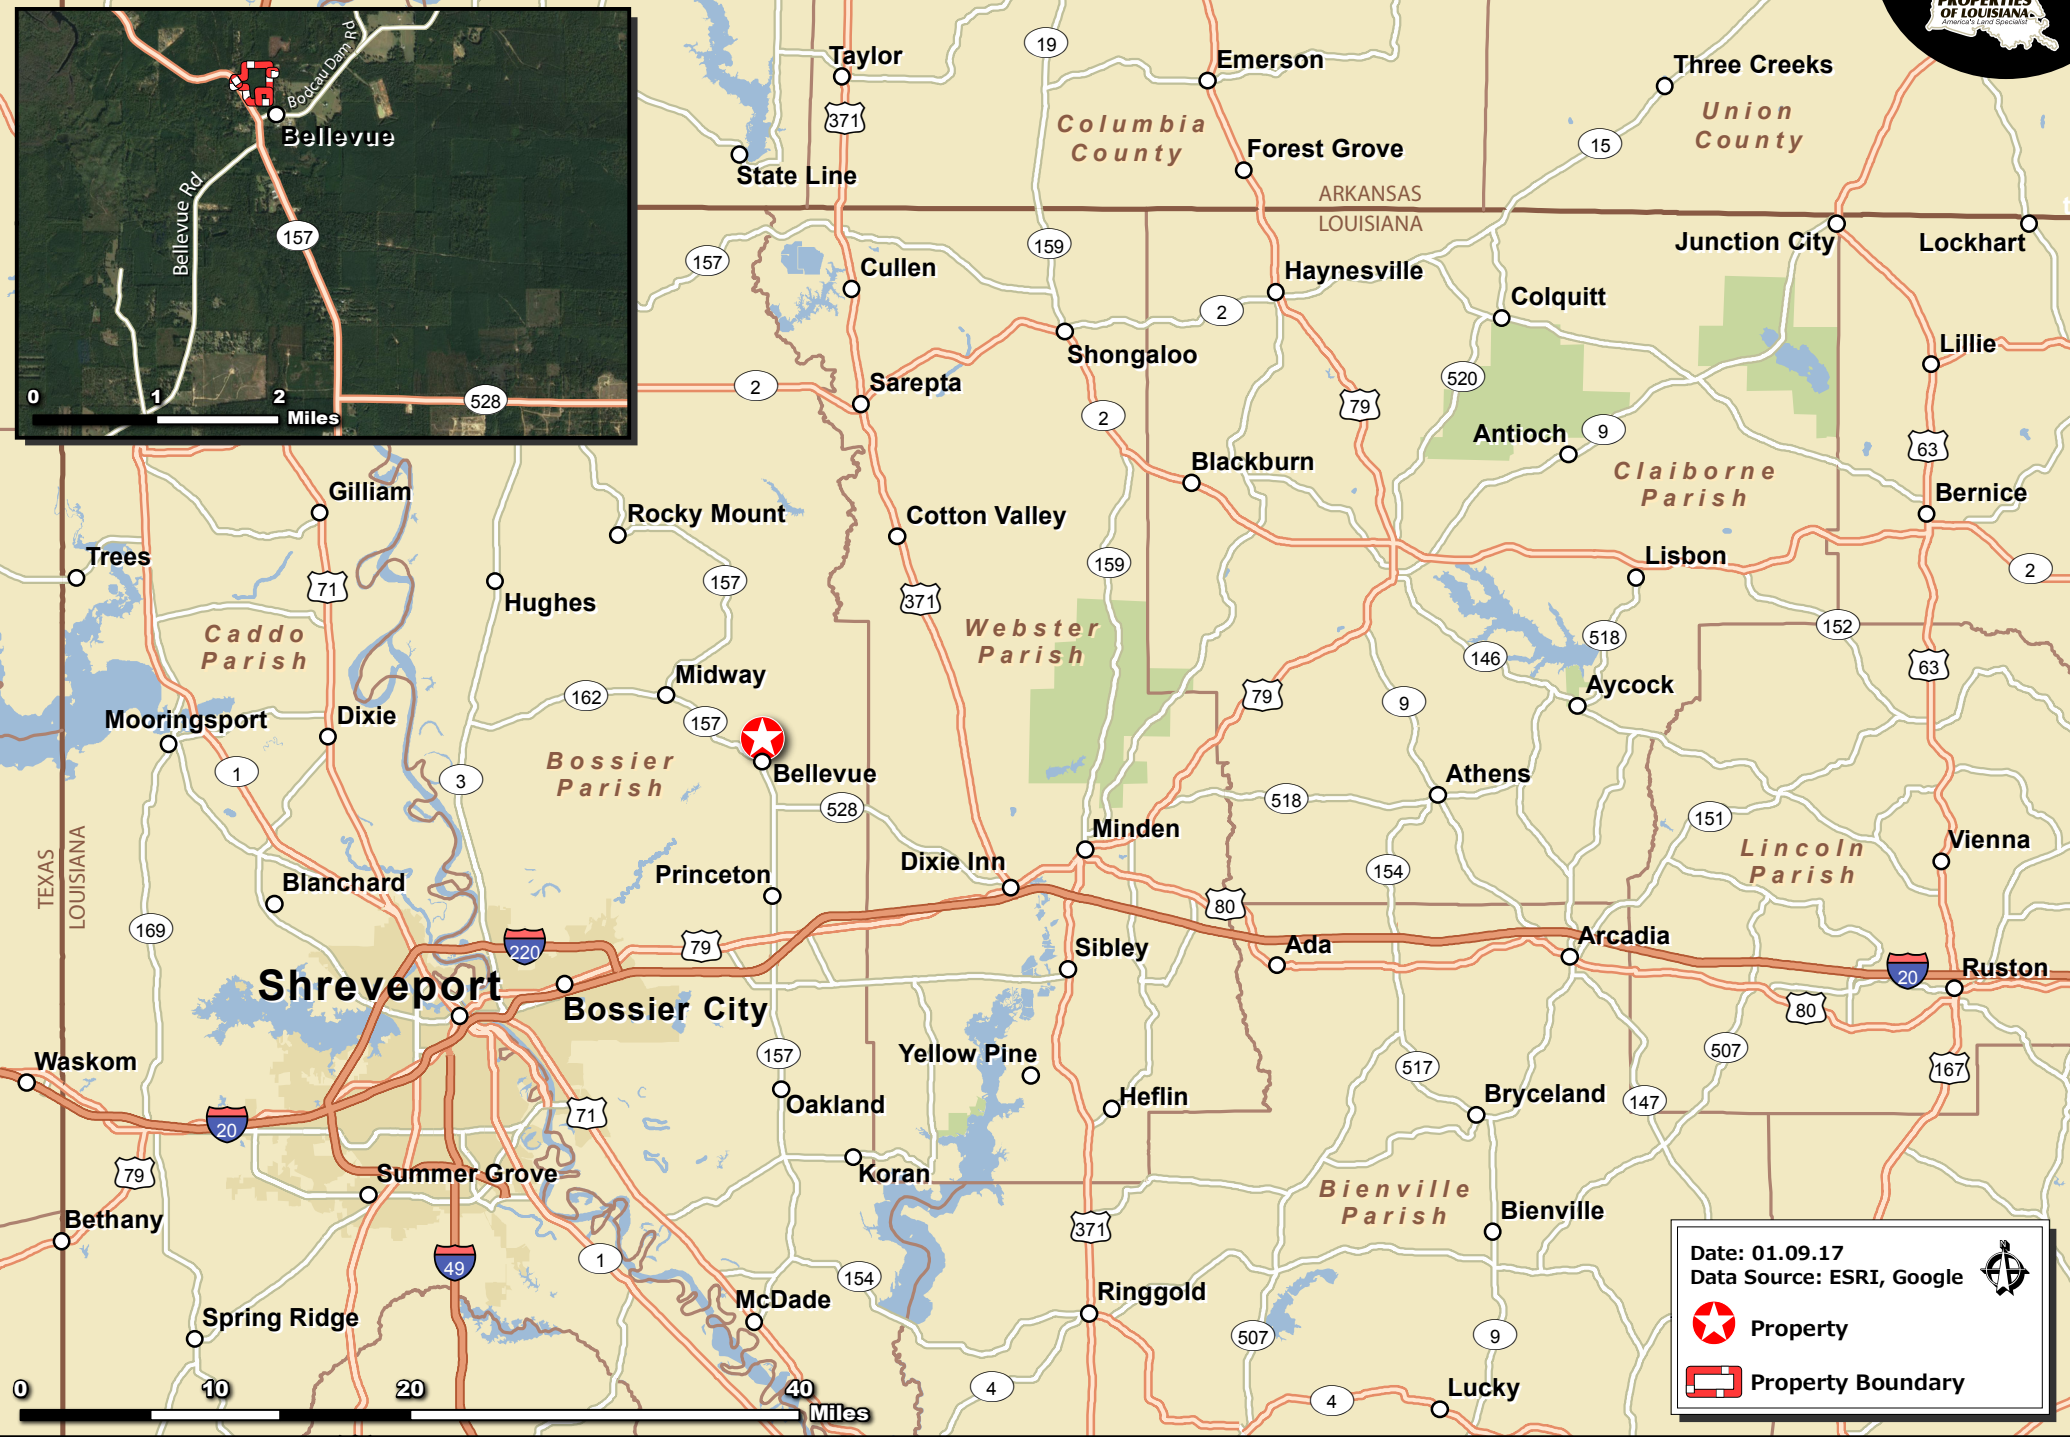 PROPERTIES
OF LOUISIANA
America's Land Specialist
Bodcau Dam Rd
Bellevue
Bellevue Rd
157
528
0
1
2
Miles
Taylor
19
Emerson
Three Creeks
371
Columbia
County
Union
County
15
State Line
Forest Grove
ARKANSAS
LOUISIANA
157
159
Junction City
Lockhart
Cullen
Haynesville
Colquitt
2
Shongaloo
Lillie
2
Sarepta
520
79
2
Antioch
9
63
Blackburn
Claiborne
Parish
Gilliam
Bernice
Rocky Mount
Cotton Valley
Trees
Lisbon
159
2
71
157
Hughes
371
Caddo
Parish
Webster
Parish
152
518
146
63
Midway
162
79
9
Aycock
Mooringsport
Dixie
157
1
Bossier
Parish
3
Bellevue
Athens
528
518
151
Minden
TEXAS
LOUISIANA
Dixie Inn
Vienna
Lincoln
Parish
Blanchard
Princeton
154
80
169
220
79
Sibley
Ada
Arcadia
20
Ruston
Shreveport
Bossier City
80
Waskom
157
Yellow Pine
507
517
167
Oakland
Heflin
Bryceland
147
20
71
79
Summer Grove
Koran
Bienville
Parish
Bethany
Bienville
371
49
1
154
Ringgold
McDade
Spring Ridge
507
9
4
4
Lucky
0
10
20
40
Miles
Date: 01.09.17
N
Data Source: ESRI, Google
Property
Property Boundary